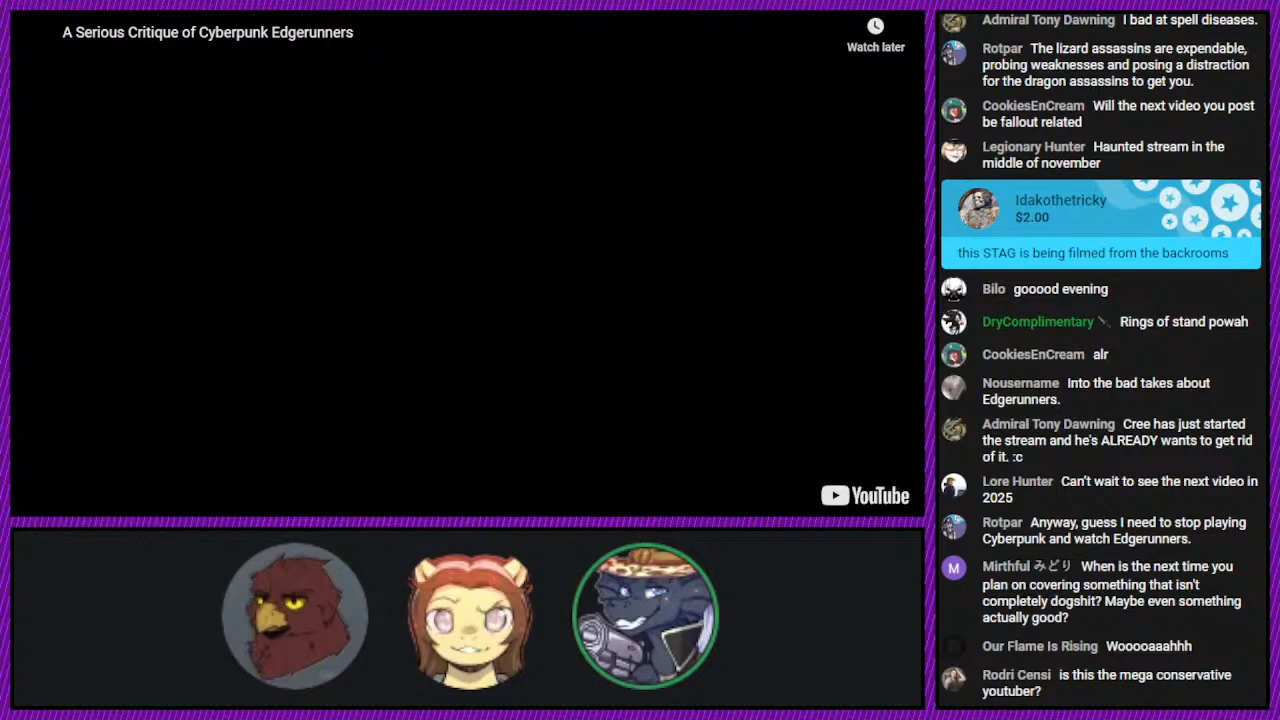 A Serious Critique of Cyberpunk Edgerunners
Watch later
YouTube
Admiral Tony Dawning I bad at spell diseases.
Rotpar The lizard assassins are expendable,
probing weaknesses and posing a distraction
for the dragon assassins to get you.
CookiesEnCream Will the next video you post
be fallout related
Legionary Hunter Haunted stream in the
middle of november
Idakothetricky
$2.00
this STAG is being filmed from the backrooms
Bilo gooood evening
DryComplimentary Rings of stand powah
CookiesEnCream alr
Nousername Into the bad takes about
Edgerunners.
Admiral Tony Dawning Cree has just started
the stream and he's ALREADY wants to get rid
of it. :c
Lore Hunter Can't wait to see the next video in
2025
Rotpar Anyway, guess I need to stop playing
Cyberpunk and watch Edgerunners.
M
Mirthful みどり When is the next time you
plan on covering something that isn't
completely dogshit? Maybe even something
actually good?
Our Flame Is Rising Wooooaaahhh
Rodri Censi is this the mega conservative
youtuber?